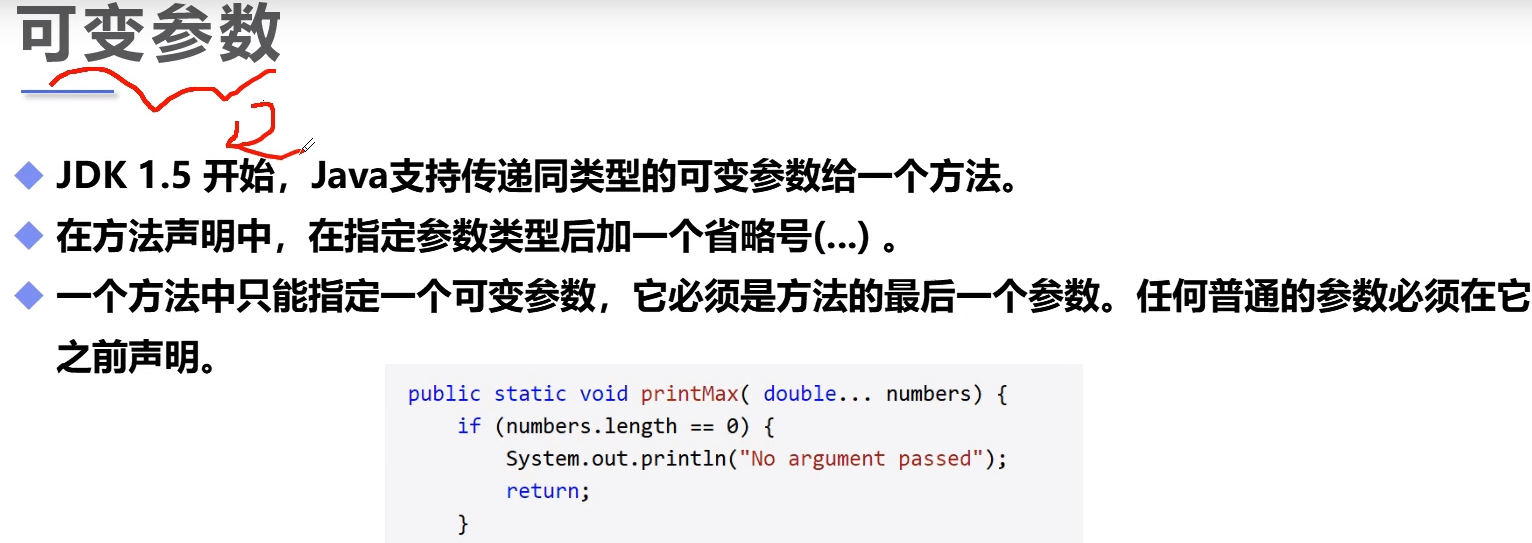 可变参数
JDK 1.5 开始，Java支持传递同类型的可变参数给一个方法。
在方法声明中，在指定参数类型后加一个省略号(...) 。
一个方法中只能指定一个可变参数，它必须是方法的最后一个参数。任何普通的参数必须在它
之前声明。
public static void printMax( double... numbers) {
if (numbers.length == 0) {
System.out.println("No argument passed");
return;
}